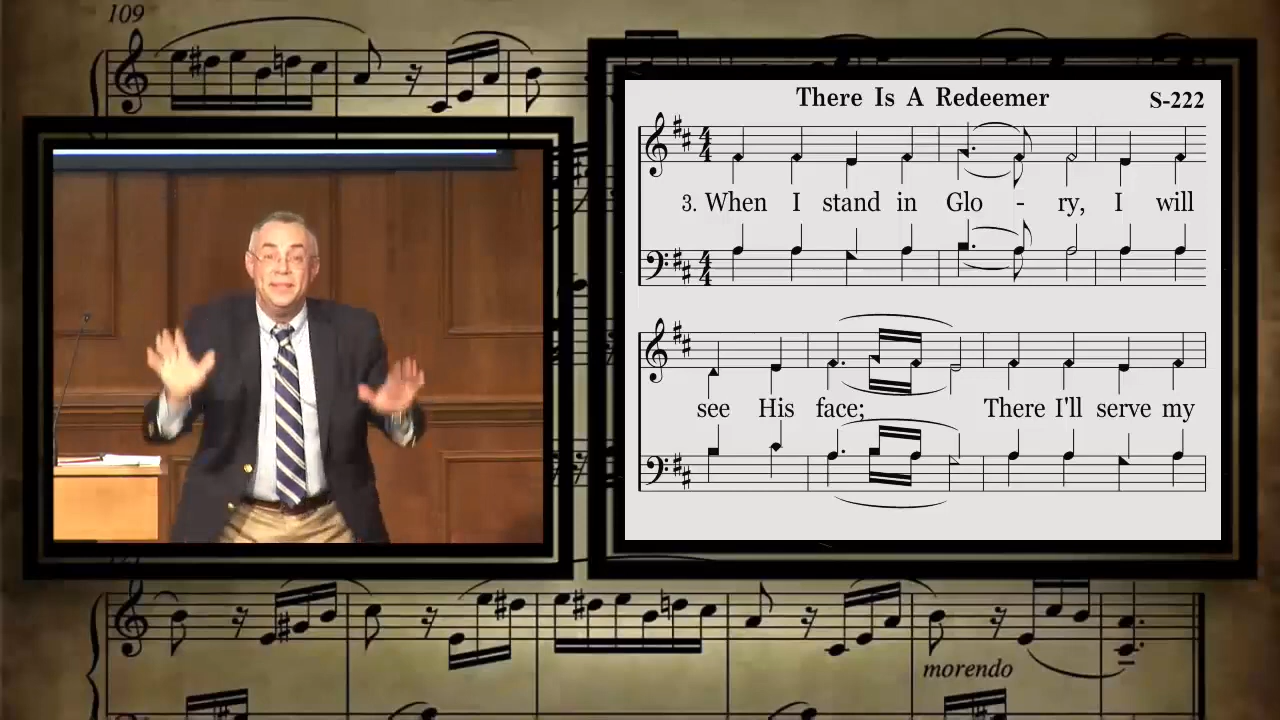 109
There Is A Redeemer S-222
3. When I stand in Glo - ry, I will
see His face; There I'll serve my
morendo